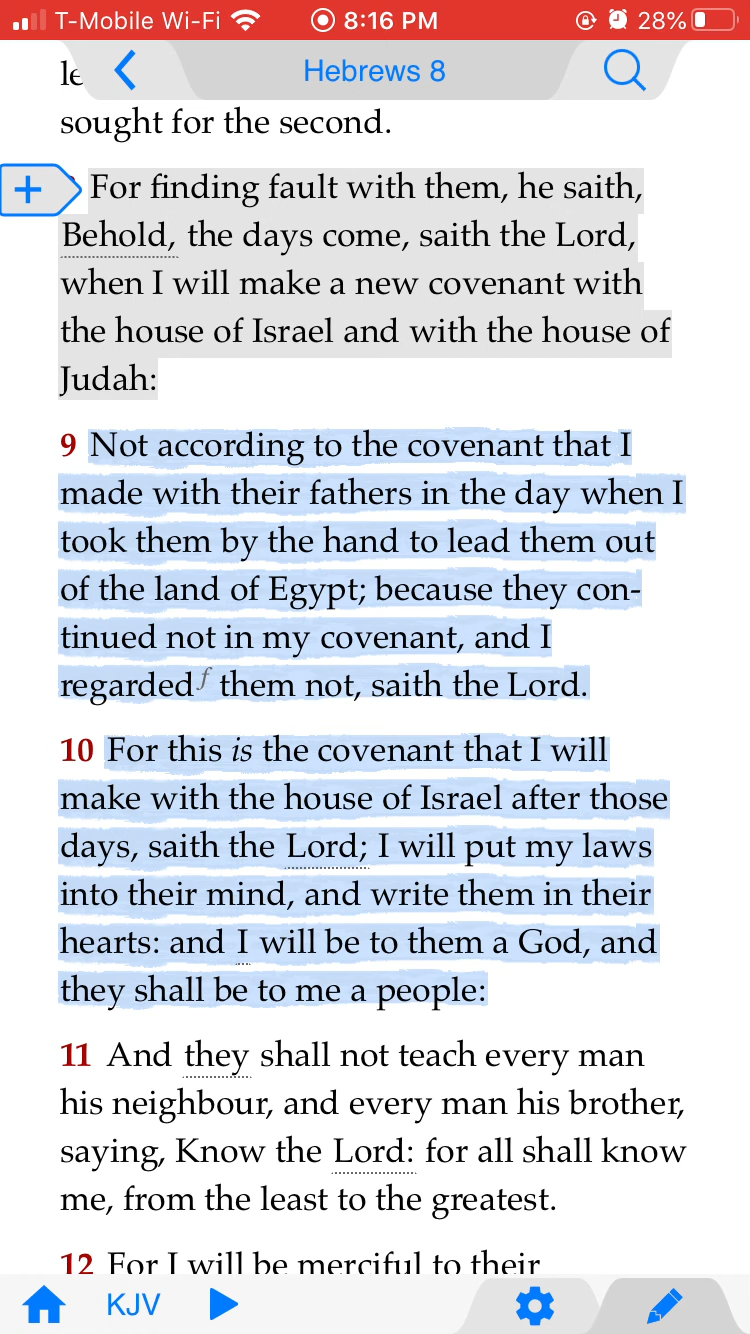 T-Mobile Wi-Fi 8:16 PM 28%
Hebrews 8
le
sought for the second.
For finding fault with them, he saith,
Behold, the days come, saith the Lord,
when I will make a new covenant with
the house of Israel and with the house of
Judah:
9 Not according to the covenant that I
made with their fathers in the day when I
took them by the hand to lead them out
of the land of Egypt; because they con-
tinued not in my covenant, and I
regardedf them not, saith the Lord.
10 For this is the covenant that I will
make with the house of Israel after those
days, saith the Lord; I will put my laws
into their mind, and write them in their
hearts: and I will be to them a God, and
they shall be to me a people:
11 And they shall not teach every man
his neighbour, and every man his brother,
saying, Know the Lord: for all shall know
me, from the least to the greatest.
12 For I will be merciful to their
KJV